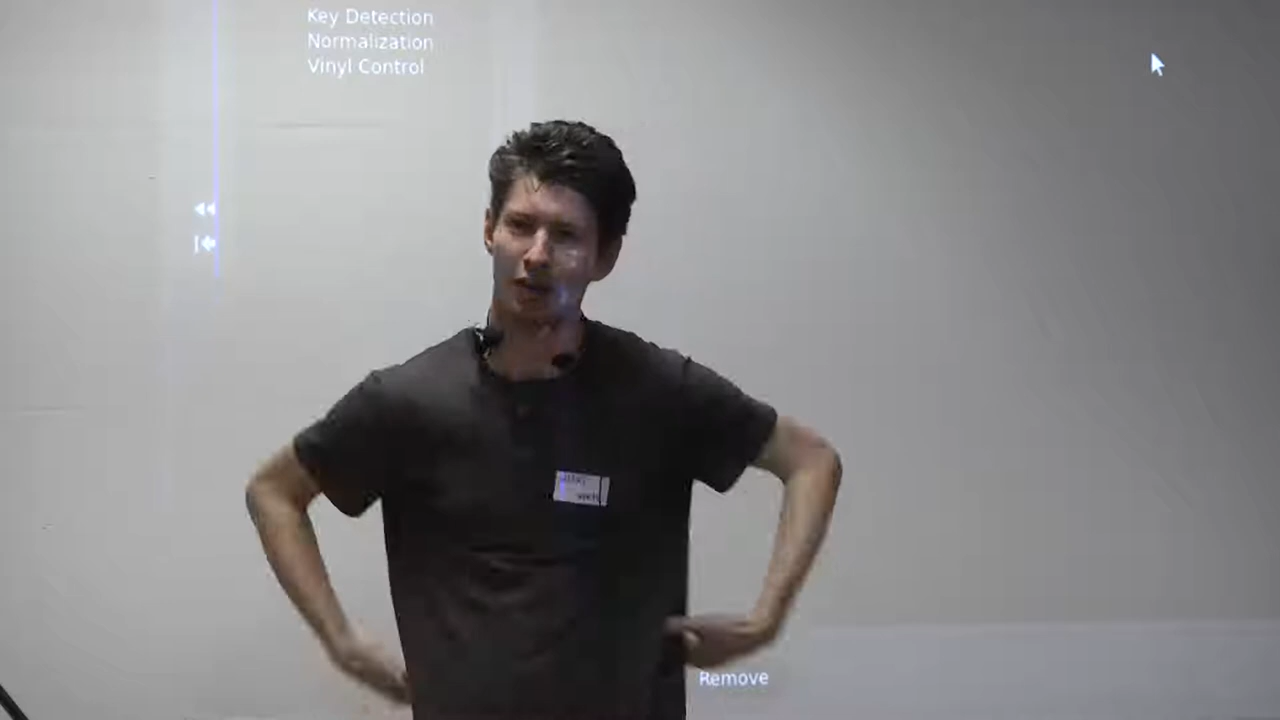 Key Detection
Normalization
Vinyl Control
Remove